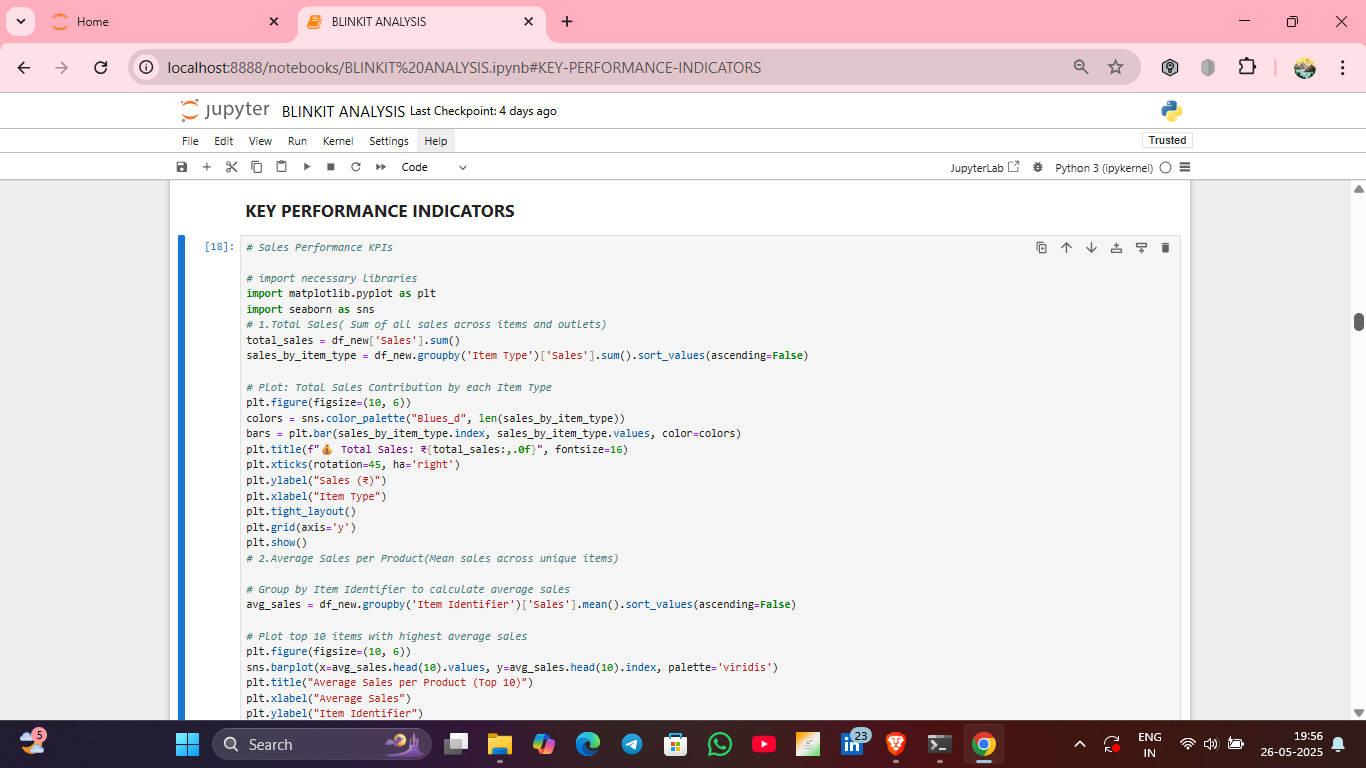 Home
BLINKIT ANALYSIS
localhost:8888/notebooks/BLINKIT%20ANALYSIS.ipynb#KEY-PERFORMANCE-INDICATORS
jupyter BLINKIT ANALYSIS Last Checkpoint: 4 days ago
File Edit View Run Kernel Settings Help
Trusted
Code
JupyterLab
Python 3 (ipykernel)
KEY PERFORMANCE INDICATORS
[18]:
# Sales Performance KPIs
# import necessary libraries
import matplotlib.pyplot as plt
import seaborn as sns
# 1.Total Sales( Sum of all sales across items and outlets)
total_sales = df_new['Sales'].sum()
sales_by_item_type = df_new.groupby('Item Type')['Sales'].sum().sort_values(ascending=False)
# Plot: Total Sales Contribution by each Item Type
plt.figure(figsize=(10, 6))
colors = sns.color_palette("Blues_d", len(sales_by_item_type))
bars = plt.bar(sales_by_item_type.index, sales_by_item_type.values, color=colors)
plt.title(f"💰 Total Sales: ₹{total_sales:,.0f}", fontsize=16)
plt.xticks(rotation=45, ha='right')
plt.ylabel("Sales (₹)")
plt.xlabel("Item Type")
plt.tight_layout()
plt.grid(axis='y')
plt.show()
# 2.Average Sales per Product(Mean sales across unique items)
# Group by Item Identifier to calculate average sales
avg_sales = df_new.groupby('Item Identifier')['Sales'].mean().sort_values(ascending=False)
# Plot top 10 items with highest average sales
plt.figure(figsize=(10, 6))
sns.barplot(x=avg_sales.head(10).values, y=avg_sales.head(10).index, palette='viridis')
plt.title("Average Sales per Product (Top 10)")
plt.xlabel("Average Sales")
plt.ylabel("Item Identifier")
5
Search
23
ENG
IN
19:56
26-05-2025